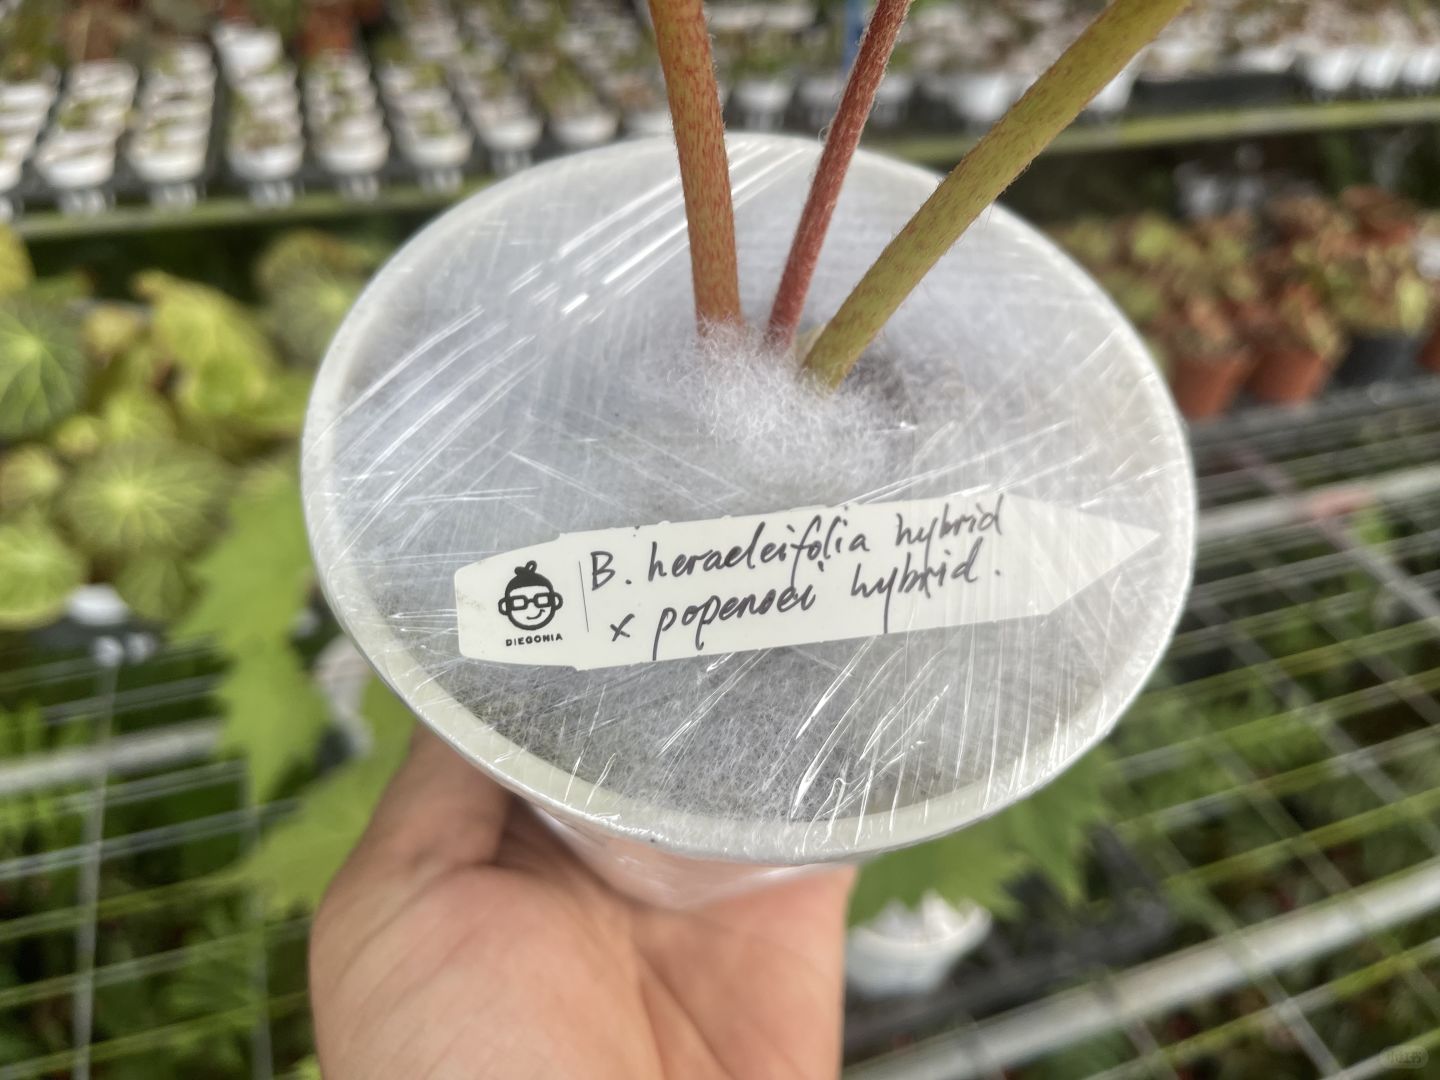 B. heracleifolia hybrid
x popenoei hybrid.
DIEGONIA